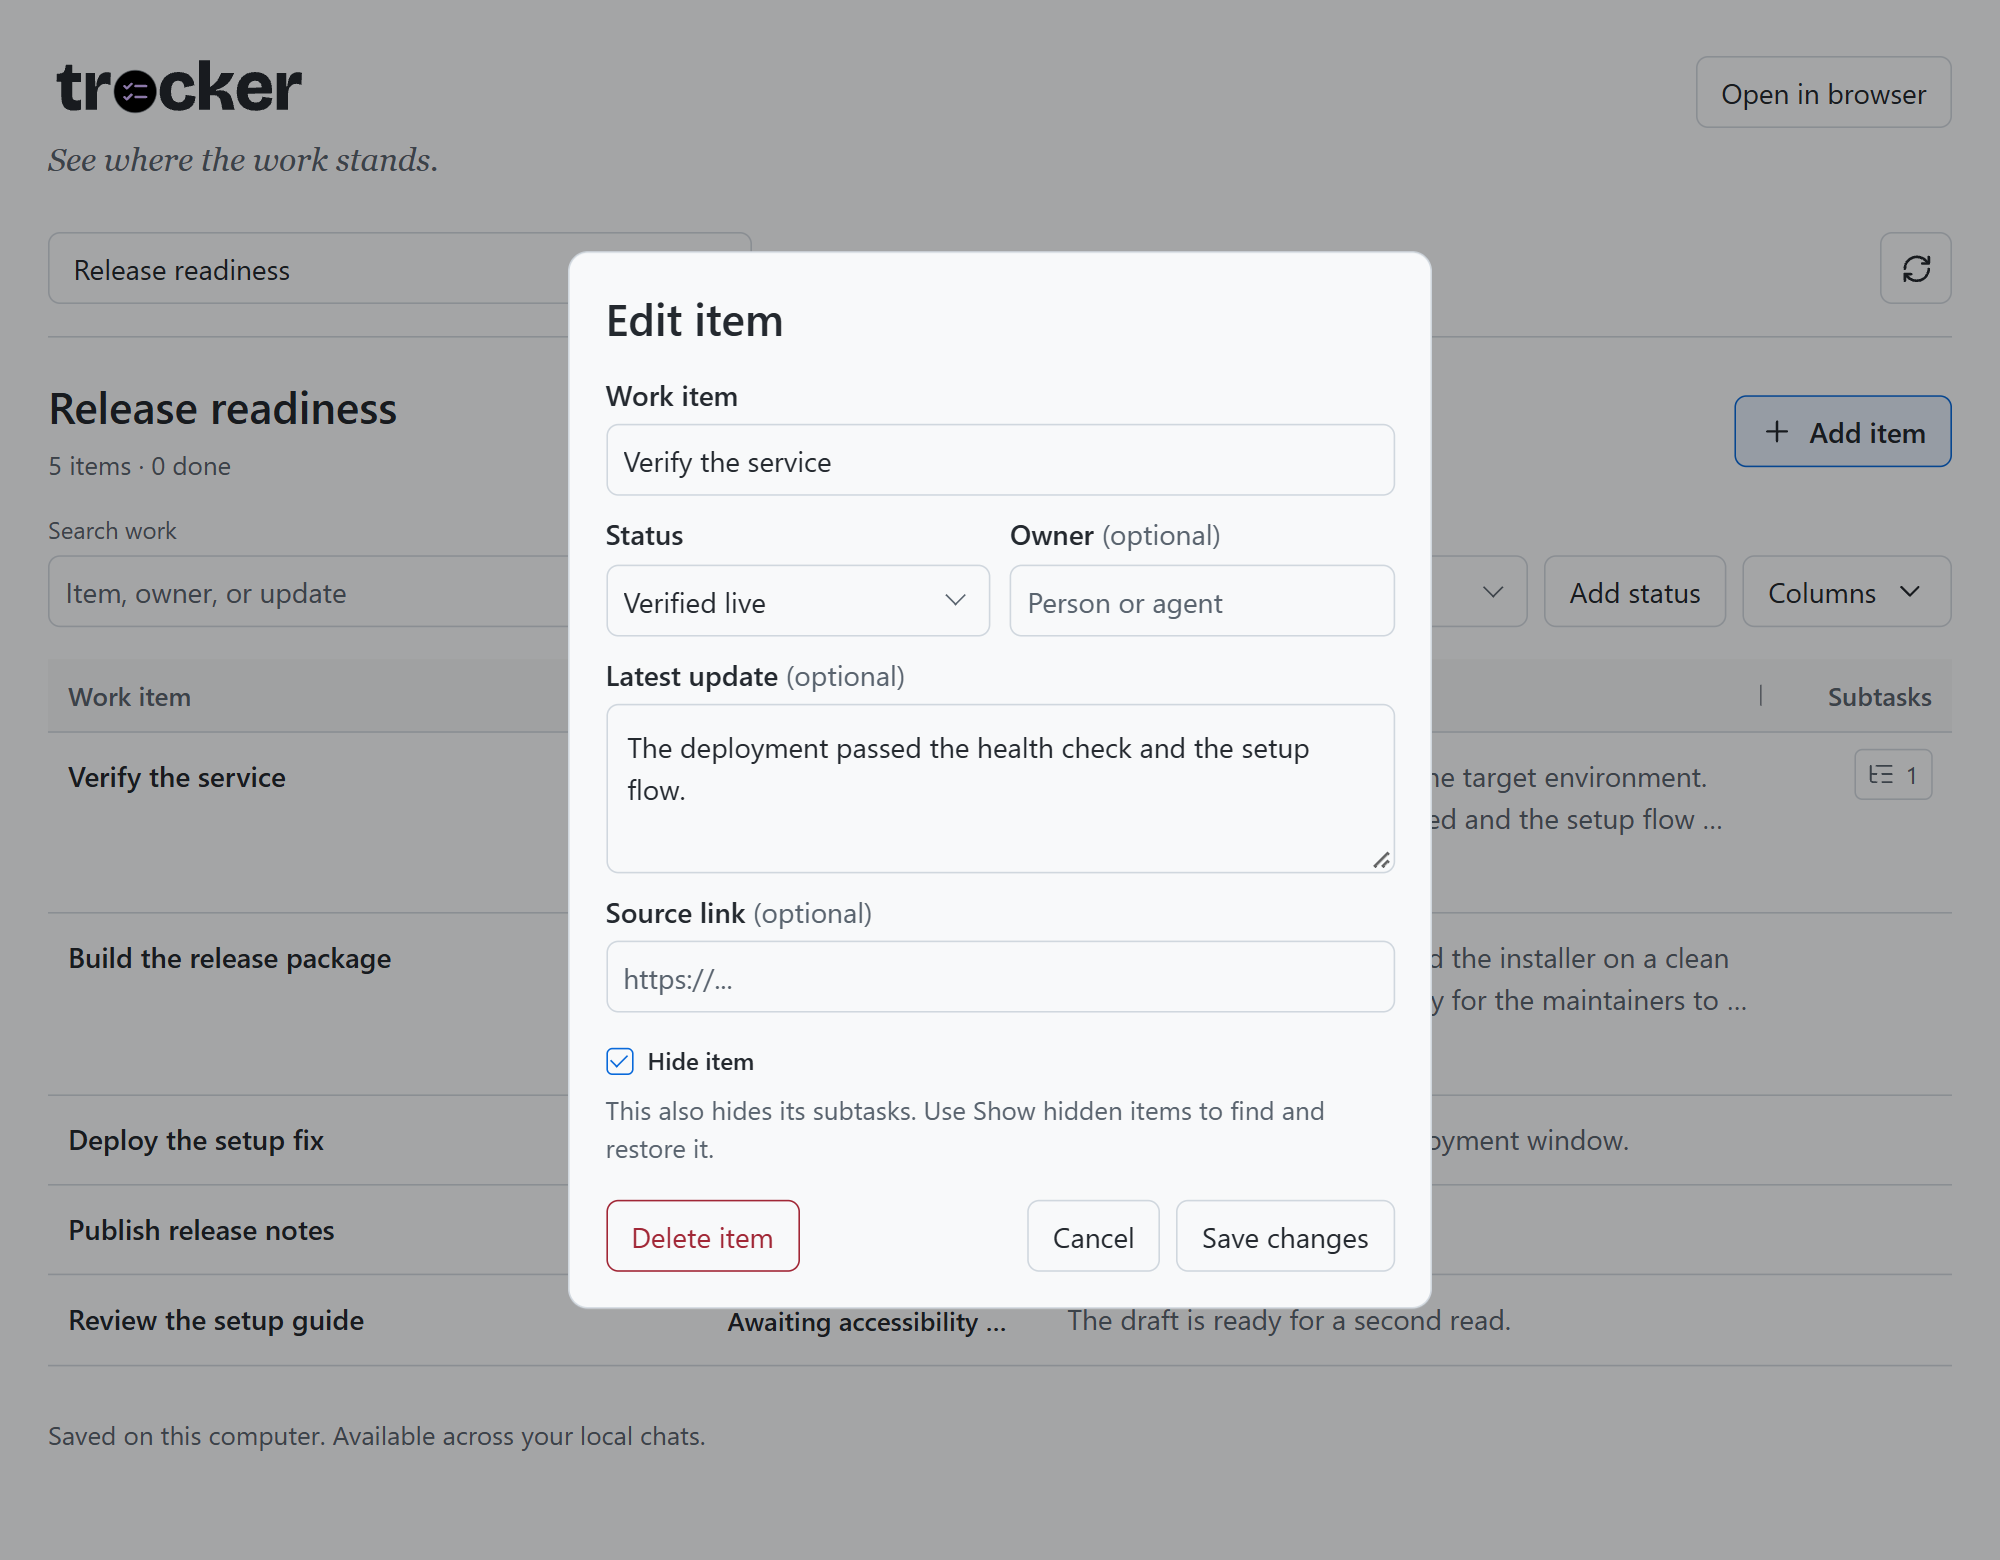 trocker
Open in browser
See where the work stands.
Release readiness
Release readiness
5 items · 0 done
Add item
Search work
Item, owner, or update
Add status
Columns
Work item
Subtasks
Verify the service
he target environment.
ed and the setup flow ...
1
Build the release package
d the installer on a clean
y for the maintainers to ...
Deploy the setup fix
oyment window.
Publish release notes
Review the setup guide
Awaiting accessibility ...
The draft is ready for a second read.
Saved on this computer. Available across your local chats.
Edit item
Work item
Verify the service
Status
Owner (optional)
Verified live
Person or agent
Latest update (optional)
The deployment passed the health check and the setup
flow.
Source link (optional)
https://...
Hide item
This also hides its subtasks. Use Show hidden items to find and
restore it.
Delete item
Cancel
Save changes